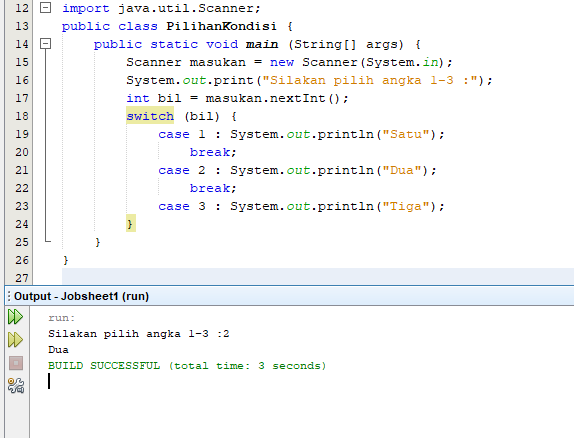 12 import java.util.Scanner;
13 public class PilihanKondisi {
14     public static void main (String[] args) {
15         Scanner masukan = new Scanner(System.in);
16         System.out.print("Silakan pilih angka 1-3 :");
17         int bil = masukan.nextInt();
18         switch (bil) {
19             case 1 : System.out.println("Satu");
20                 break;
21             case 2 : System.out.println("Dua");
22                 break;
23             case 3 : System.out.println("Tiga");
24         }
25     }
26 }
27
Output - Jobsheet1 (run)
run:
Silakan pilih angka 1-3 :2
Dua
BUILD SUCCESSFUL (total time: 3 seconds)